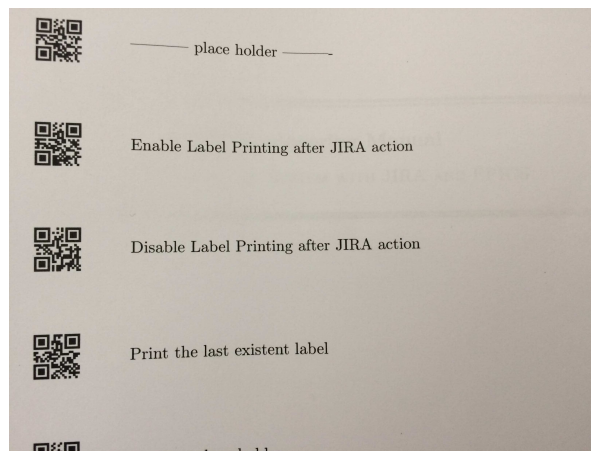 place holder
Enable Label Printing after JIRA action
Disable Label Printing after JIRA action
Print the last existent label